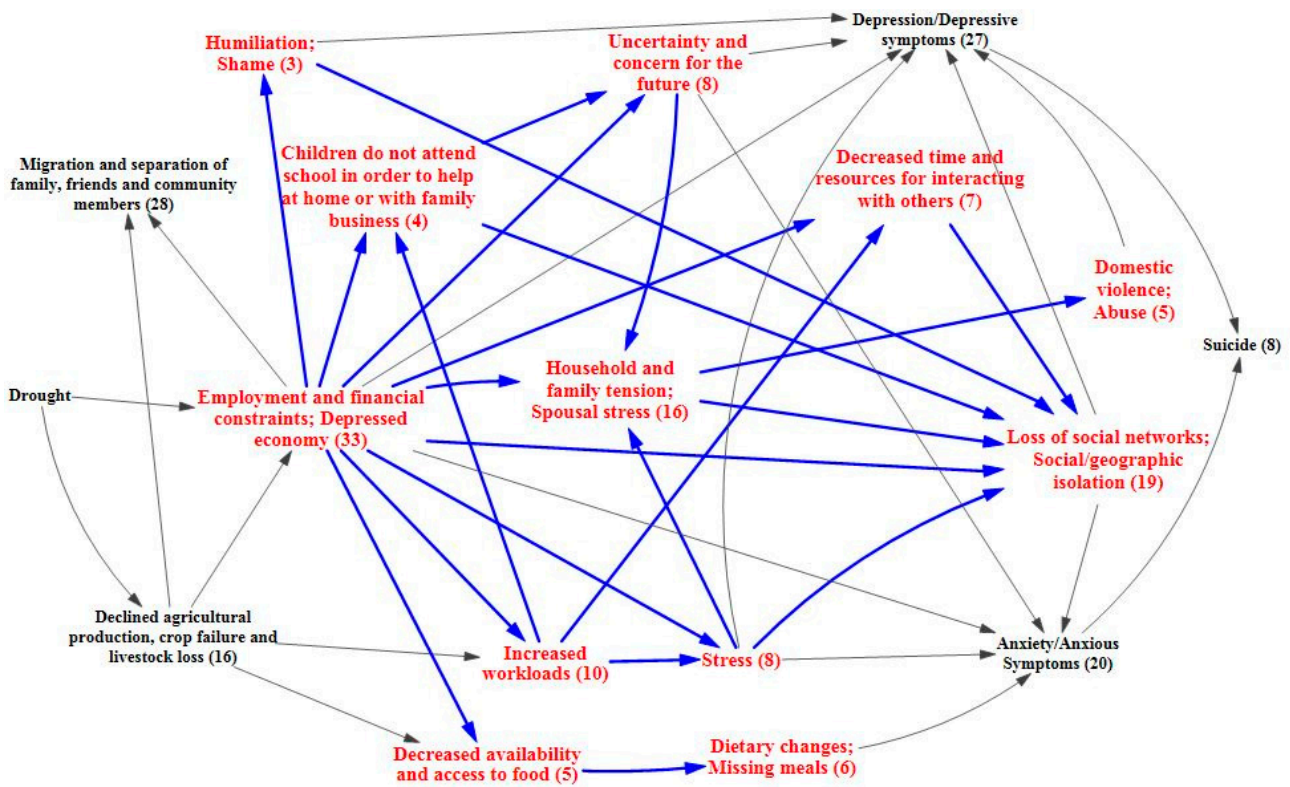 Depression/Depressive
symptoms (27)
Humiliation;
Shame (3)
Uncertainty and
concern for the
future (8)
Children do not attend
school in order to help
at home or with family
business (4)
Migration and separation of
family, friends and community
members (28)
Decreased time and
resources for interacting
with others (7)
Domestic
violence;
Abuse (5)
Suicide (8)
Drought
Employment and financial
constraints; Depressed
economy (33)
Household and
family tension;
Spousal stress (16)
Loss of social networks;
Social/geographic
isolation (19)
Declined agricultural
production, crop failure and
livestock loss (16)
Increased
workloads (10)
Stress (8)
Anxiety/Anxious
Symptoms (20)
Decreased availability
and access to food (5)
Dietary changes;
Missing meals (6)